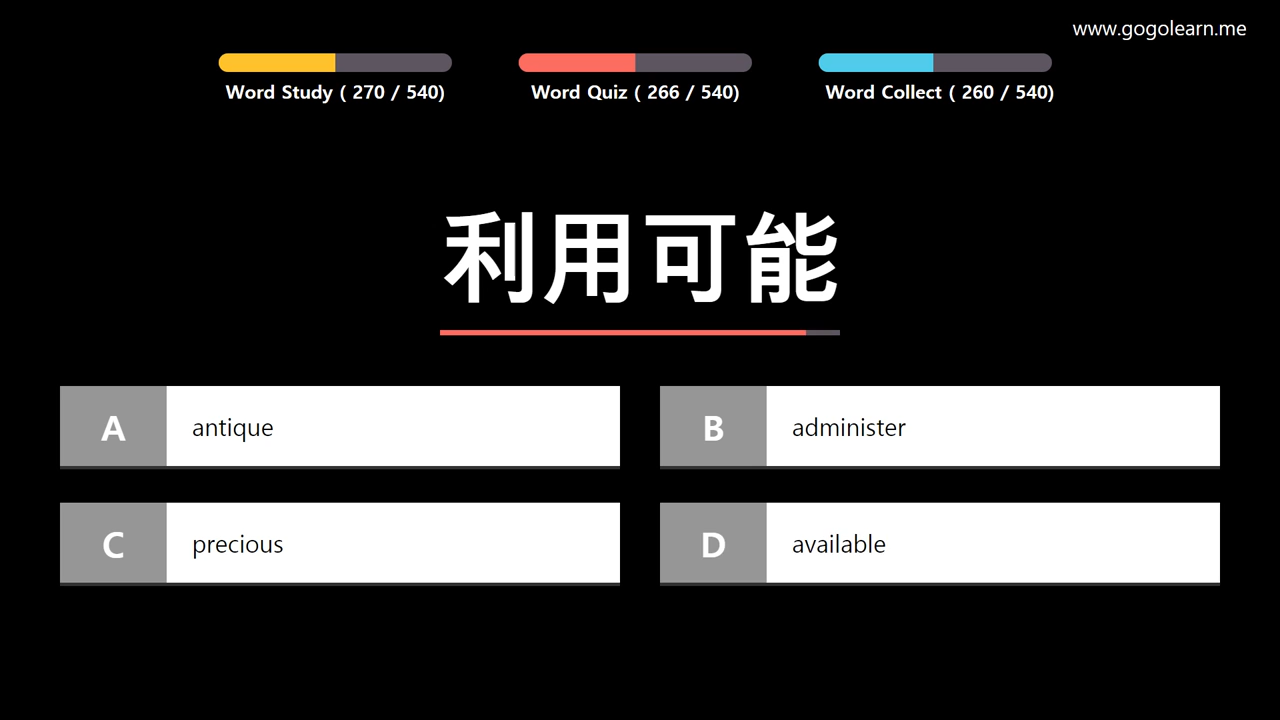 www.gogolearn.me
Word Study ( 270 / 540)
Word Quiz ( 266 / 540)
Word Collect ( 260 / 540)
利用可能
A antique
B administer
C precious
D available